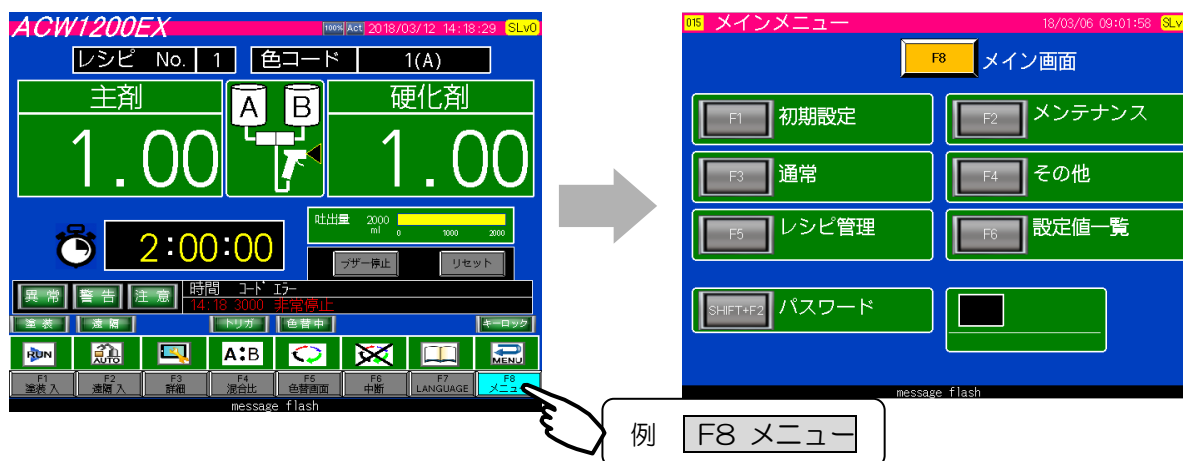 ACW1200EX 100% Act 2018/03/12 14:18:29 SLv0
レシピ No. 1 色コード 1(A)
主剤 A B 硬化剤
1.00 1.00
吐出量 2000 ml 0 1000 2000
2:00:00
ブザー停止 リセット
異常 警告 注意 時間 コード エラー
14:18 3000 非常停止
塗装 遠隔 トリガ 色替中 キーロック
RUN AUTO A:B MENU
F1 塗装入 F2 遠隔入 F3 詳細 F4 混合比 F5 色替画面 F6 中断 F7 LANGUAGE F8 メニュー
message flash
015 メインメニュー 18/03/06 09:01:58 SLv
F8 メイン画面
F1 初期設定 F2 メンテナンス
F3 通常 F4 その他
F5 レシピ管理 F6 設定値一覧
SHIFT+F2 パスワード
message flash
例 F8 メニュー